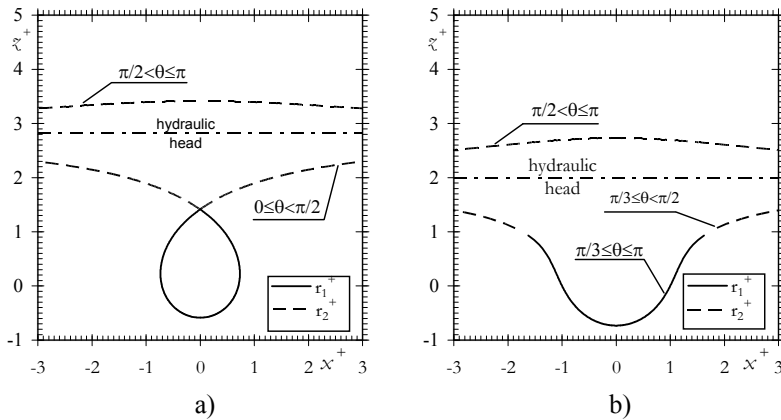 5
z⁺
4
3
2
1
0
-1
π/2<θ≤π
hydraulic
head
0≤θ<π/2
r₁⁺
r₂⁺
-3 -2 -1 0 1 2 x⁺ 3
a)
5
z⁺
4
3
2
1
0
-1
π/2<θ≤π
hydraulic
head
π/3≤θ<π/2
π/3≤θ≤π
r₁⁺
r₂⁺
-3 -2 -1 0 1 2 x⁺ 3
b)